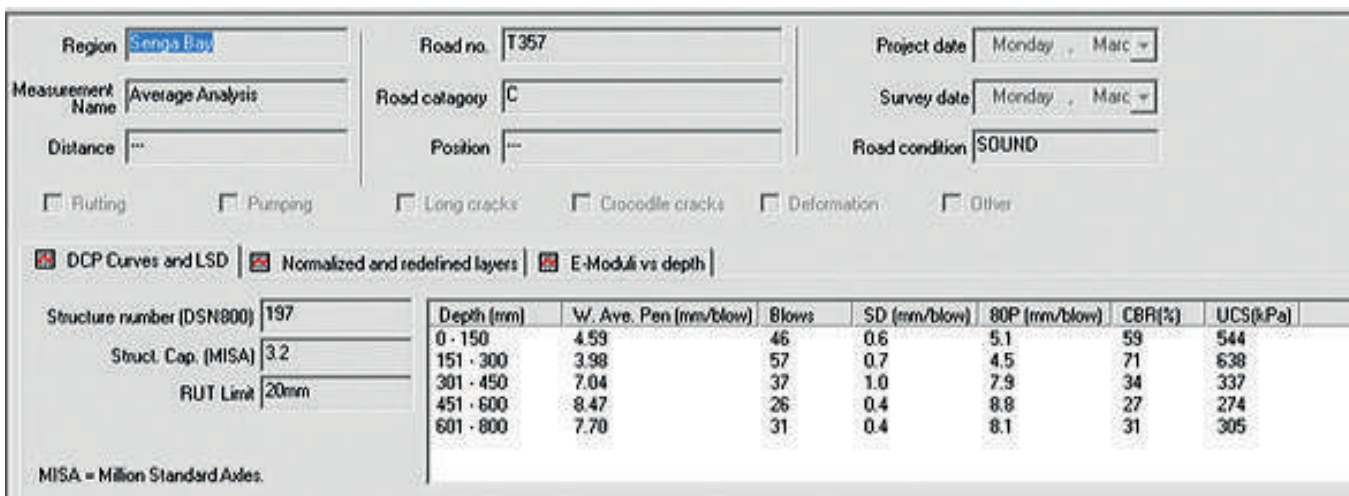 Region Senga Bay Road no. T357 Project date Monday , Marc
Measurement Name Average Analysis Road catagory C Survey date Monday , Marc
Distance --- Position --- Road condition SOUND
Rutting Pumping Long cracks Crocodile cracks Deformation Other
DCP Curves and LSD Normalized and redefined layers E-Moduli vs depth
Structure number (DSN800) 197
Struct. Cap. (MISA) 3.2
RUT Limit 20mm
MISA = Million Standard Axles.
Depth (mm) W. Ave. Pen (mm/blow) Blows SD (mm/blow) 80P (mm/blow) CBR(%) UCS(kPa)
0 - 150 4.59 46 0.6 5.1 59 544
151 - 300 3.98 57 0.7 4.5 71 638
301 - 450 7.04 37 1.0 7.9 34 337
451 - 600 8.47 26 0.4 8.8 27 274
601 - 800 7.70 31 0.4 8.1 31 305